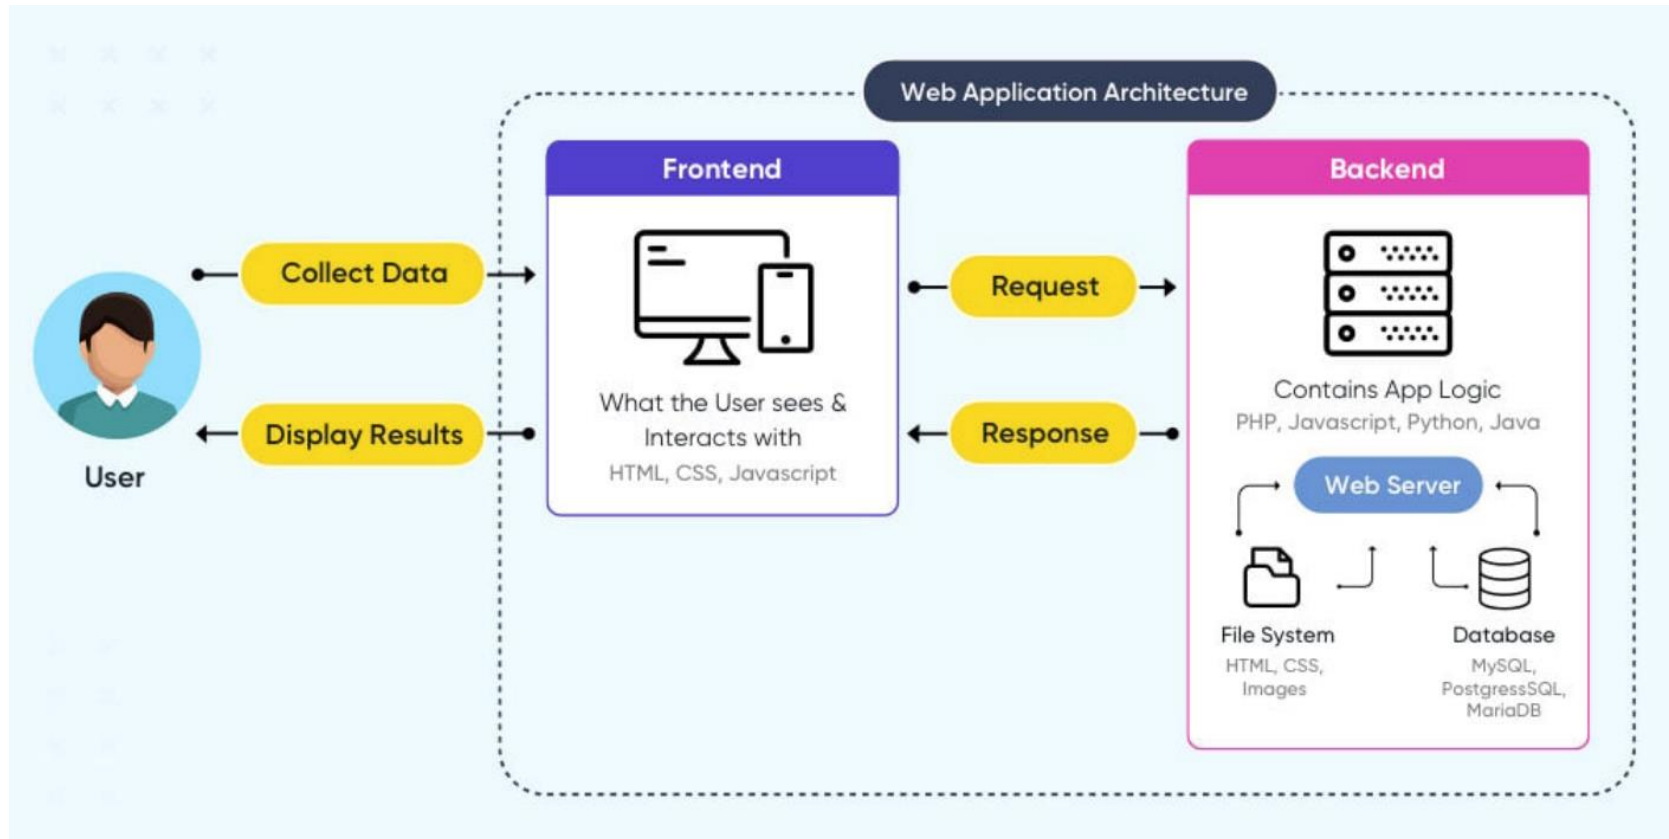 Web Application Architecture
Frontend
Backend
Collect Data
Request
What the User sees &
Interacts with
HTML, CSS, Javascript
Contains App Logic
PHP, Javascript, Python, Java
Display Results
Response
User
Web Server
File System
HTML, CSS,
Images
Database
MySQL,
PostgressSQL,
MariaDB